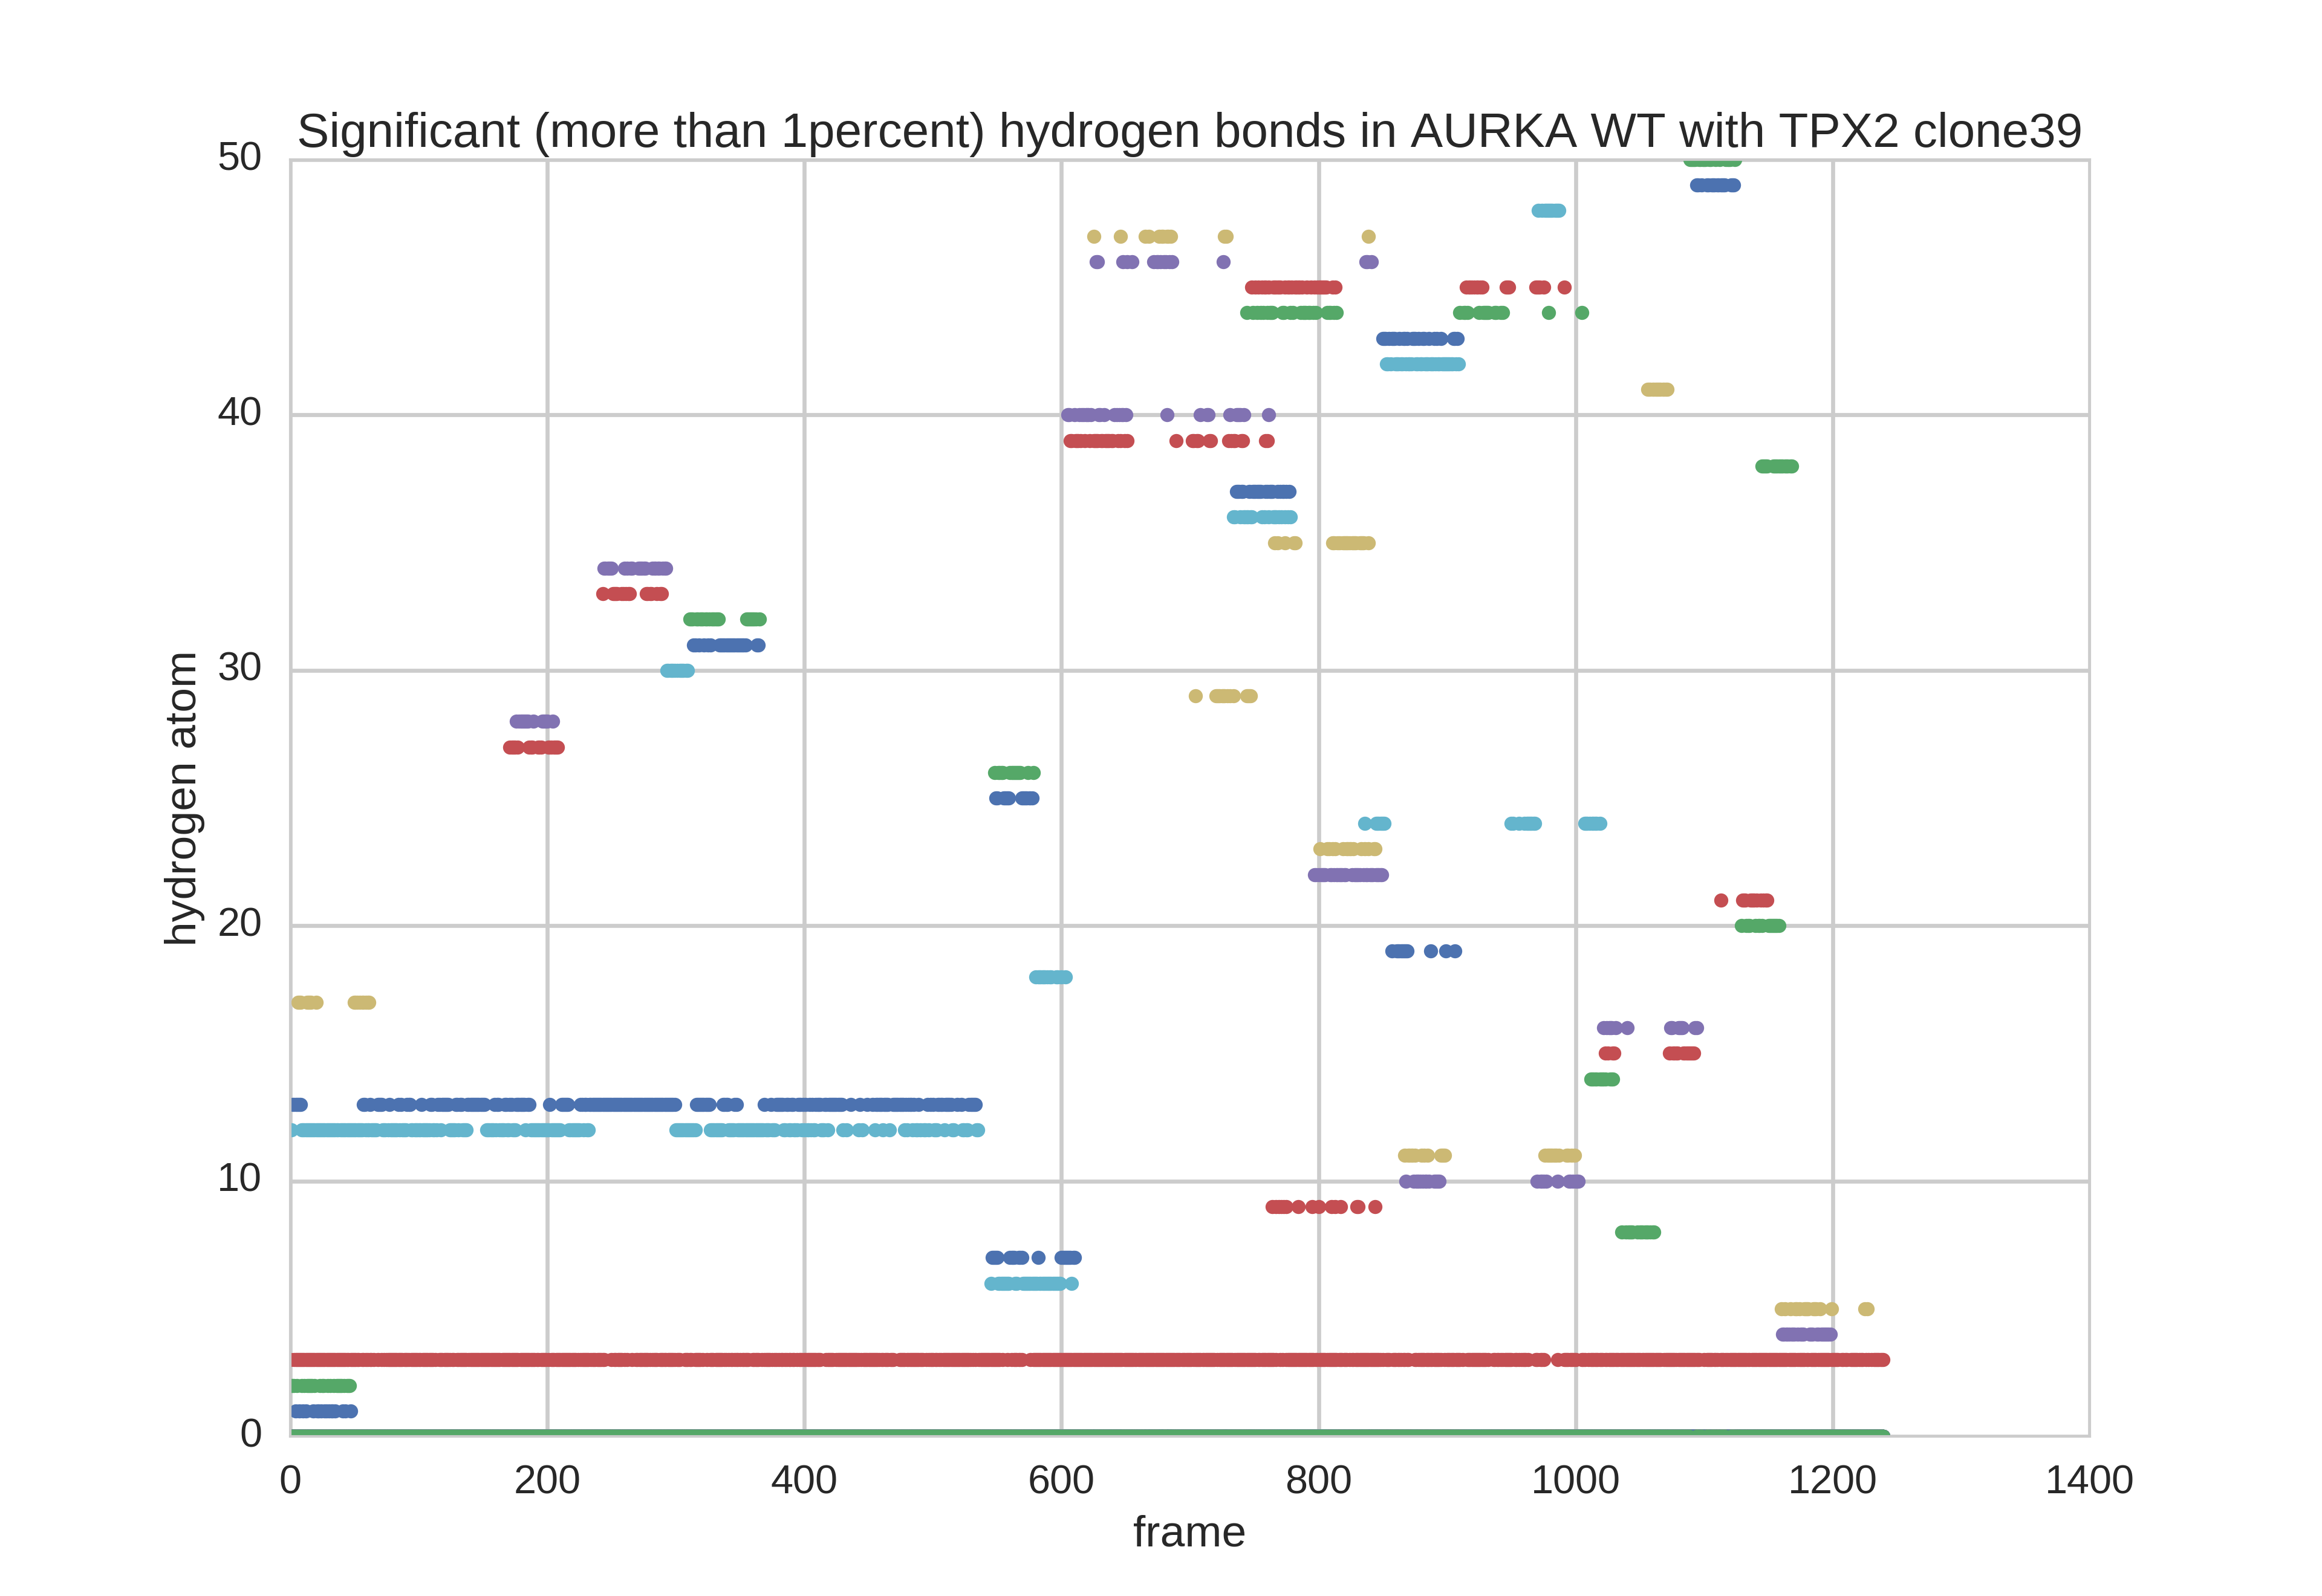 Significant (more than 1percent) hydrogen bonds in AURKA WT with TPX2 clone39
50
40
30
20
10
0
hydrogen atom
0 200 400 600 800 1000 1200 1400
frame